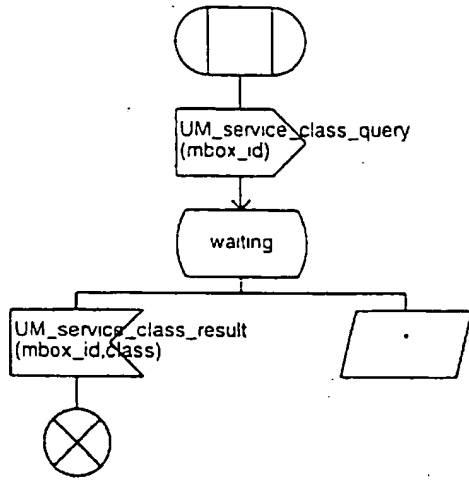 UM_service_class_query
(mbox_id)
waiting
UM_service_class_result
(mbox_id,class)
*